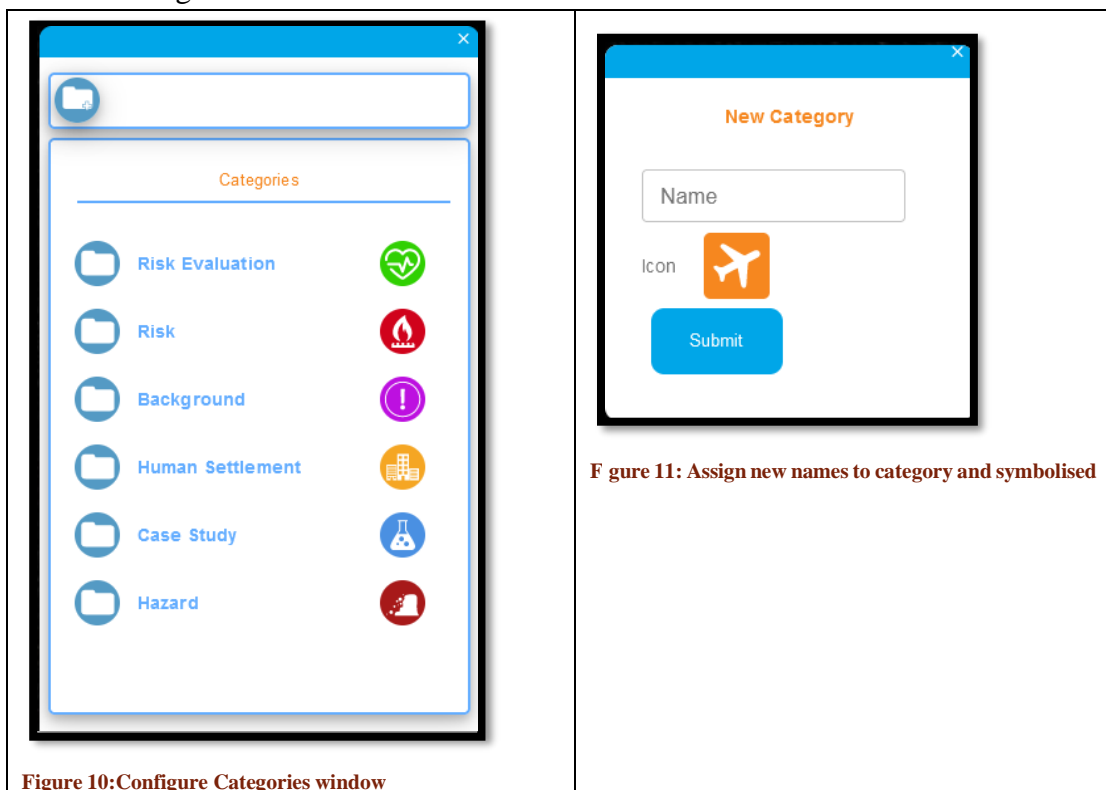 ×
Categories
Risk Evaluation
Risk
Background
Human Settlement
Case Study
Hazard
Figure 10:Configure Categories window
×
New Category
Name
Icon
Submit
F gure 11: Assign new names to category and symbolised